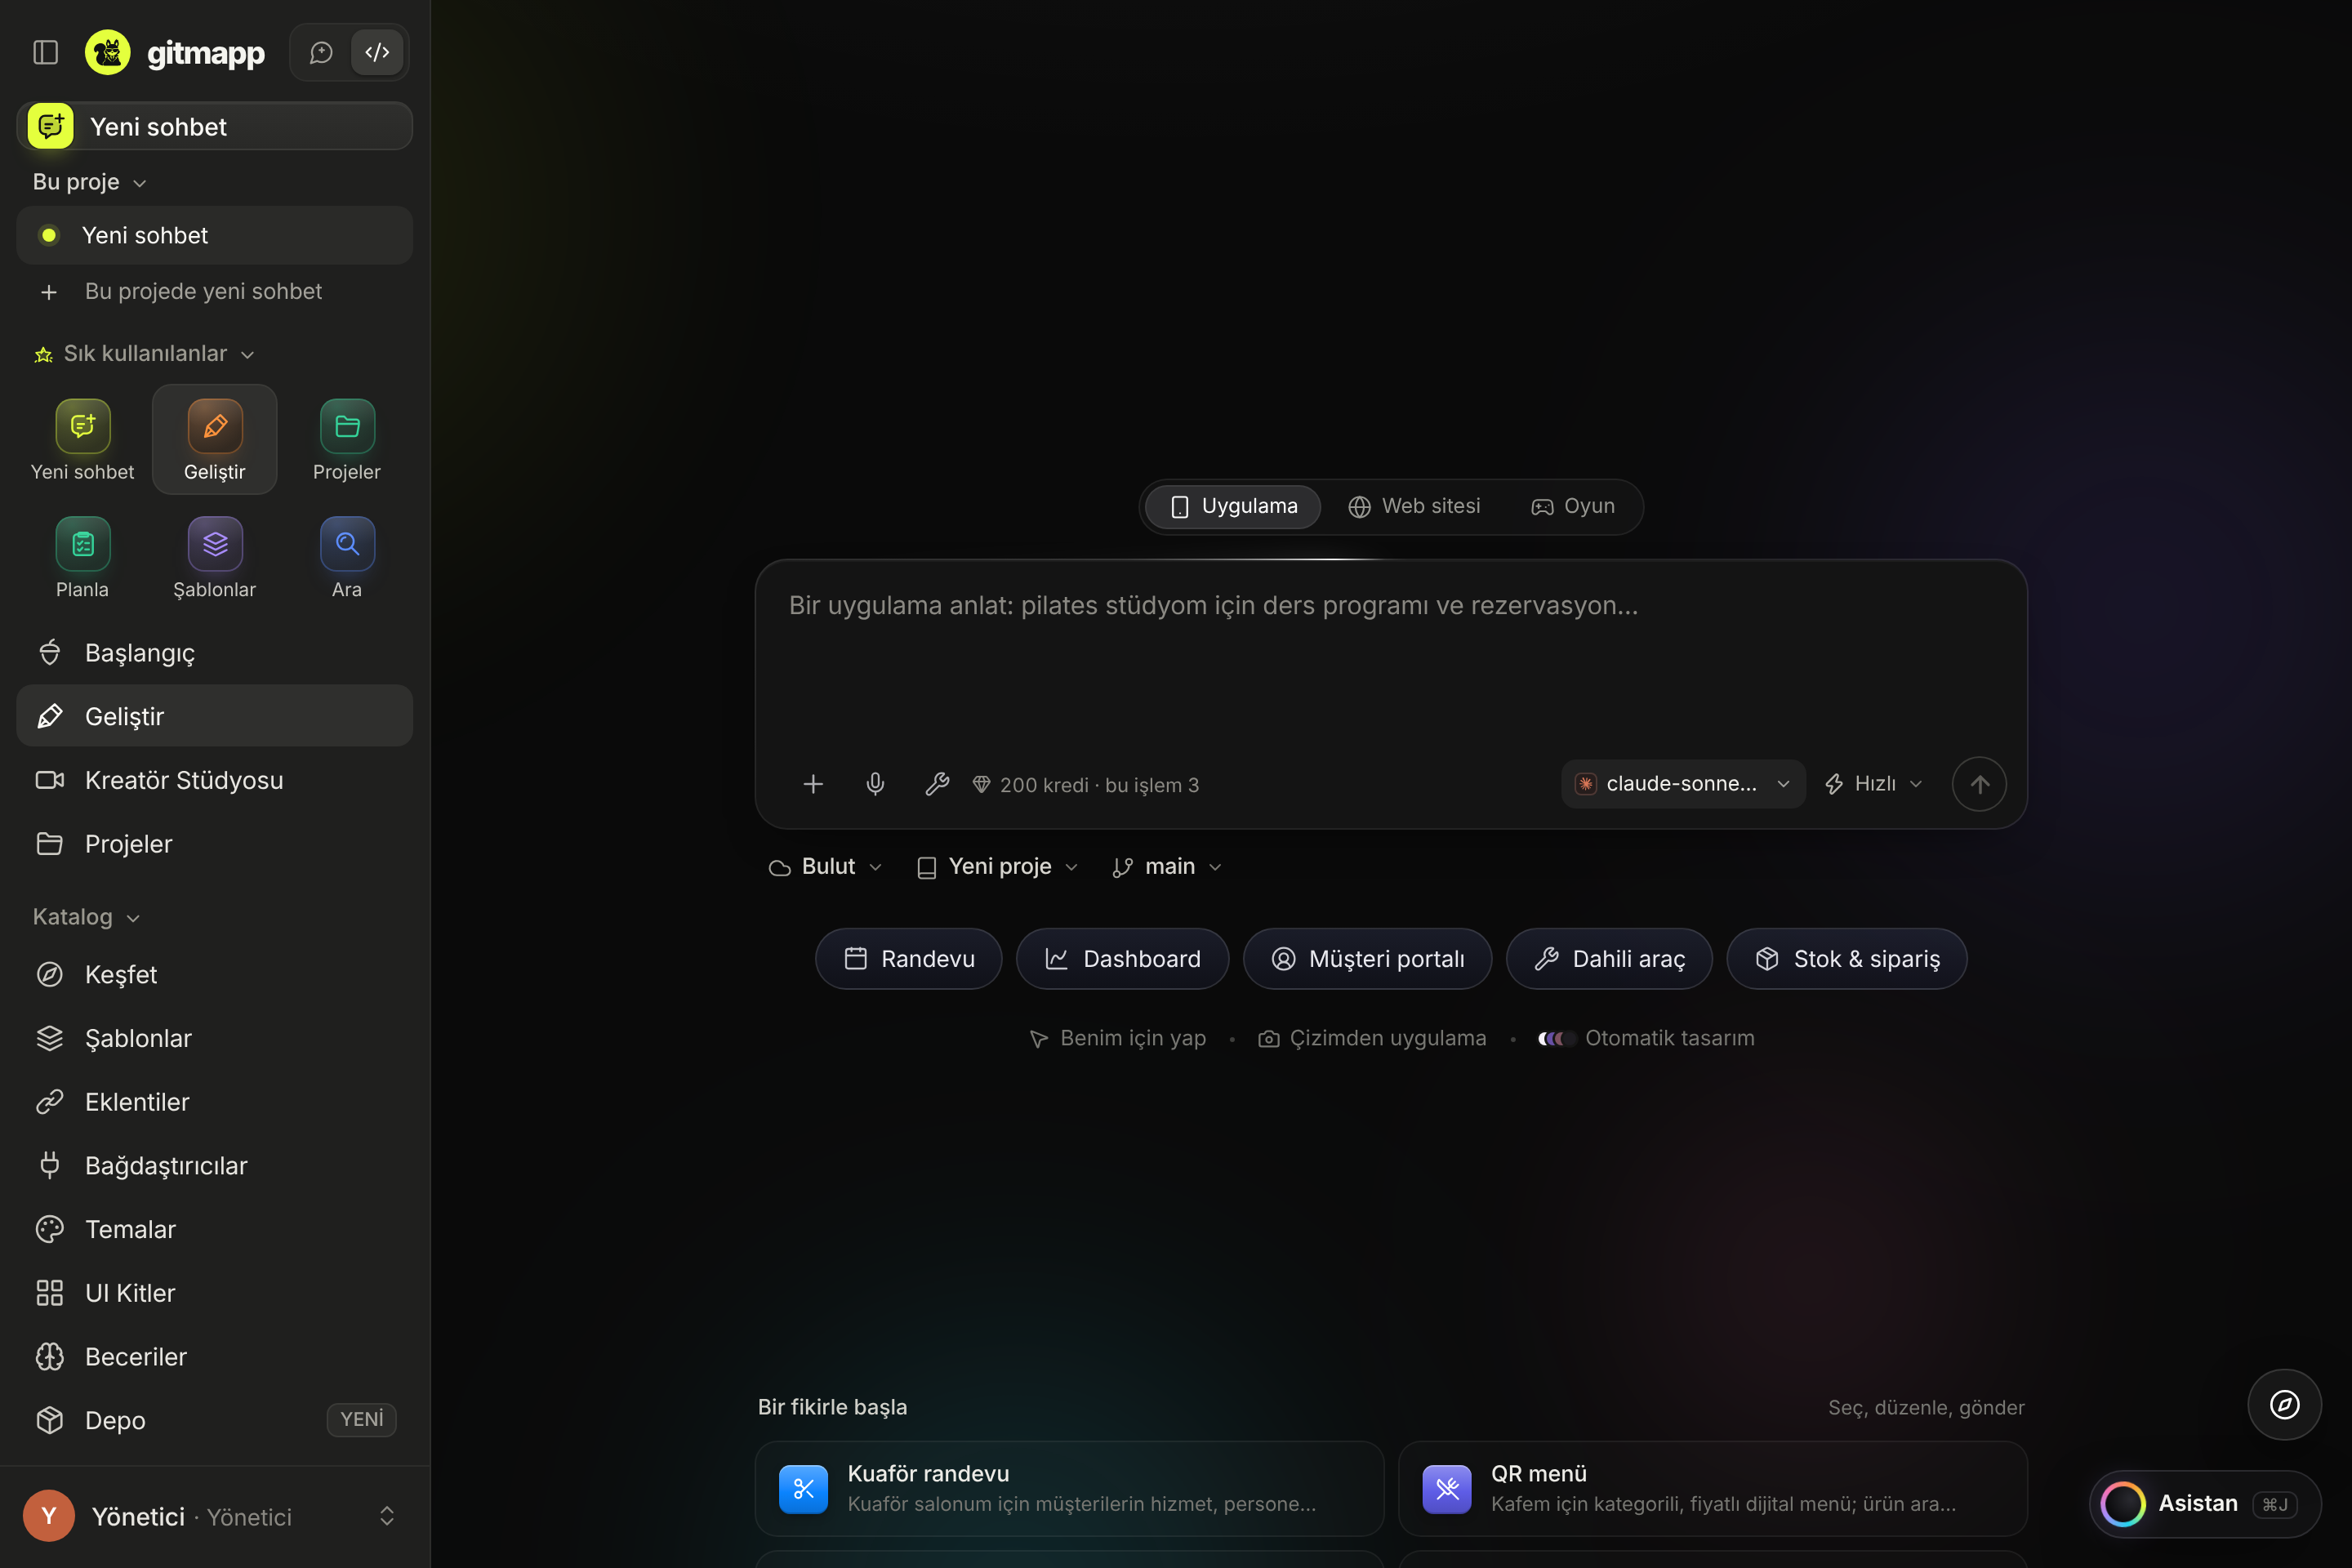 gitmapp
Yeni sohbet
Bu proje
Yeni sohbet
Bu projede yeni sohbet
Sık kullanılanlar
Yeni sohbet
Geliştir
Projeler
Planla
Şablonlar
Ara
Başlangıç
Geliştir
Kreatör Stüdyosu
Projeler
Katalog
Keşfet
Şablonlar
Eklentiler
Bağdaştırıcılar
Temalar
UI Kitler
Beceriler
Depo YENİ
Y Yönetici · Yönetici
Uygulama Web sitesi Oyun
Bir uygulama anlat: pilates stüdyom için ders programı ve rezervasyon...
200 kredi · bu işlem 3 claude-sonne... Hızlı
Bulut Yeni proje main
Randevu Dashboard Müşteri portalı Dahili araç Stok & sipariş
Benim için yap • Çizimden uygulama • Otomatik tasarım
Bir fikirle başla Seç, düzenle, gönder
Kuaför randevu
Kuaför salonum için müşterilerin hizmet, persone...
QR menü
Kafem için kategorili, fiyatlı dijital menü; ürün ara...
Asistan ⌘J